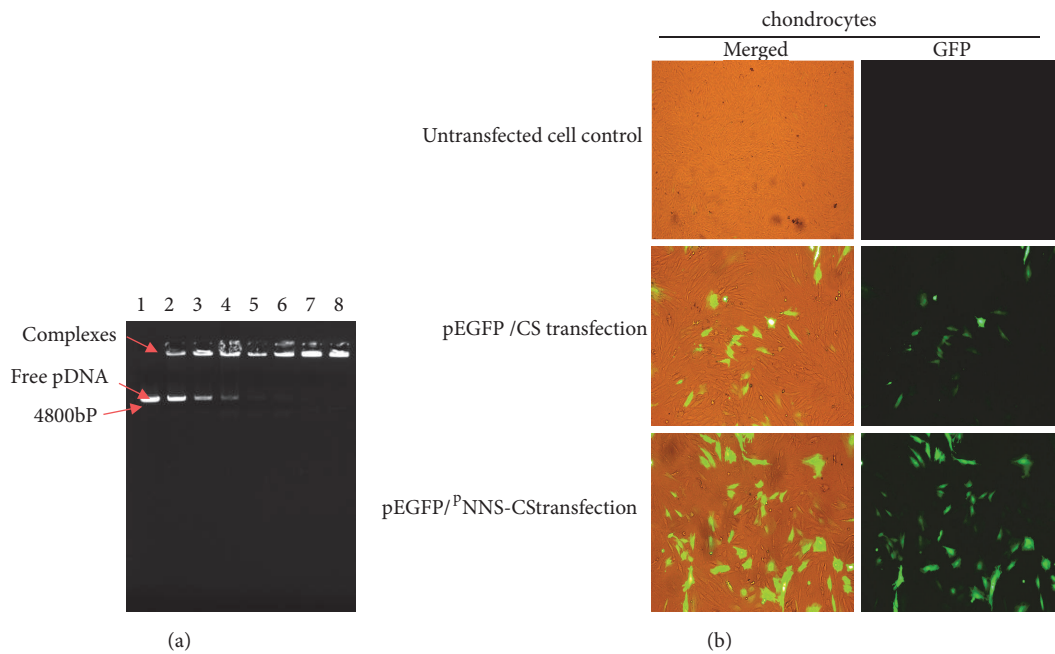 1 2 3 4 5 6 7 8
Complexes
Free pDNA
4800bP
(a)
chondrocytes
Merged GFP
Untransfected cell control
pEGFP /CS transfection
pEGFP/ᴾNNS-CStransfection
(b)